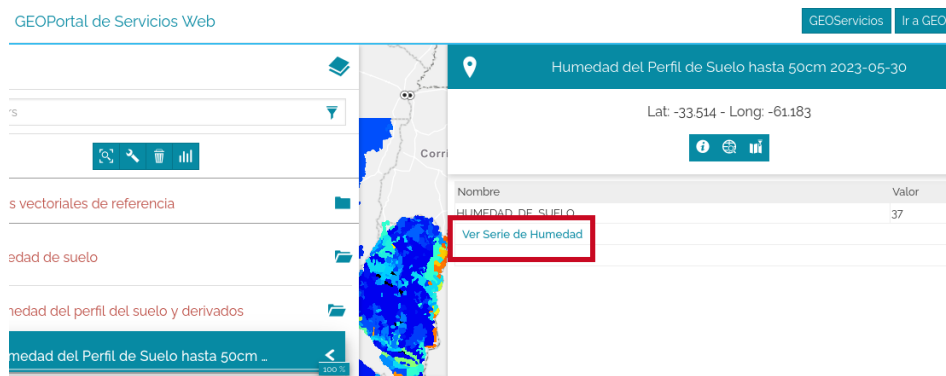 GEOPortal de Servicios Web
GEOServicios
Ir a GEO
Humedad del Perfil de Suelo hasta 50cm 2023-05-30
Lat: -33.514 - Long: -61.183
rs
Corri
s vectoriales de referencia
edad de suelo
medad del perfil del suelo y derivados
medad del Perfil de Suelo hasta 50cm ...
100 %
Nombre Valor
HUMEDAD_DE_SUELO 37
Ver Serie de Humedad